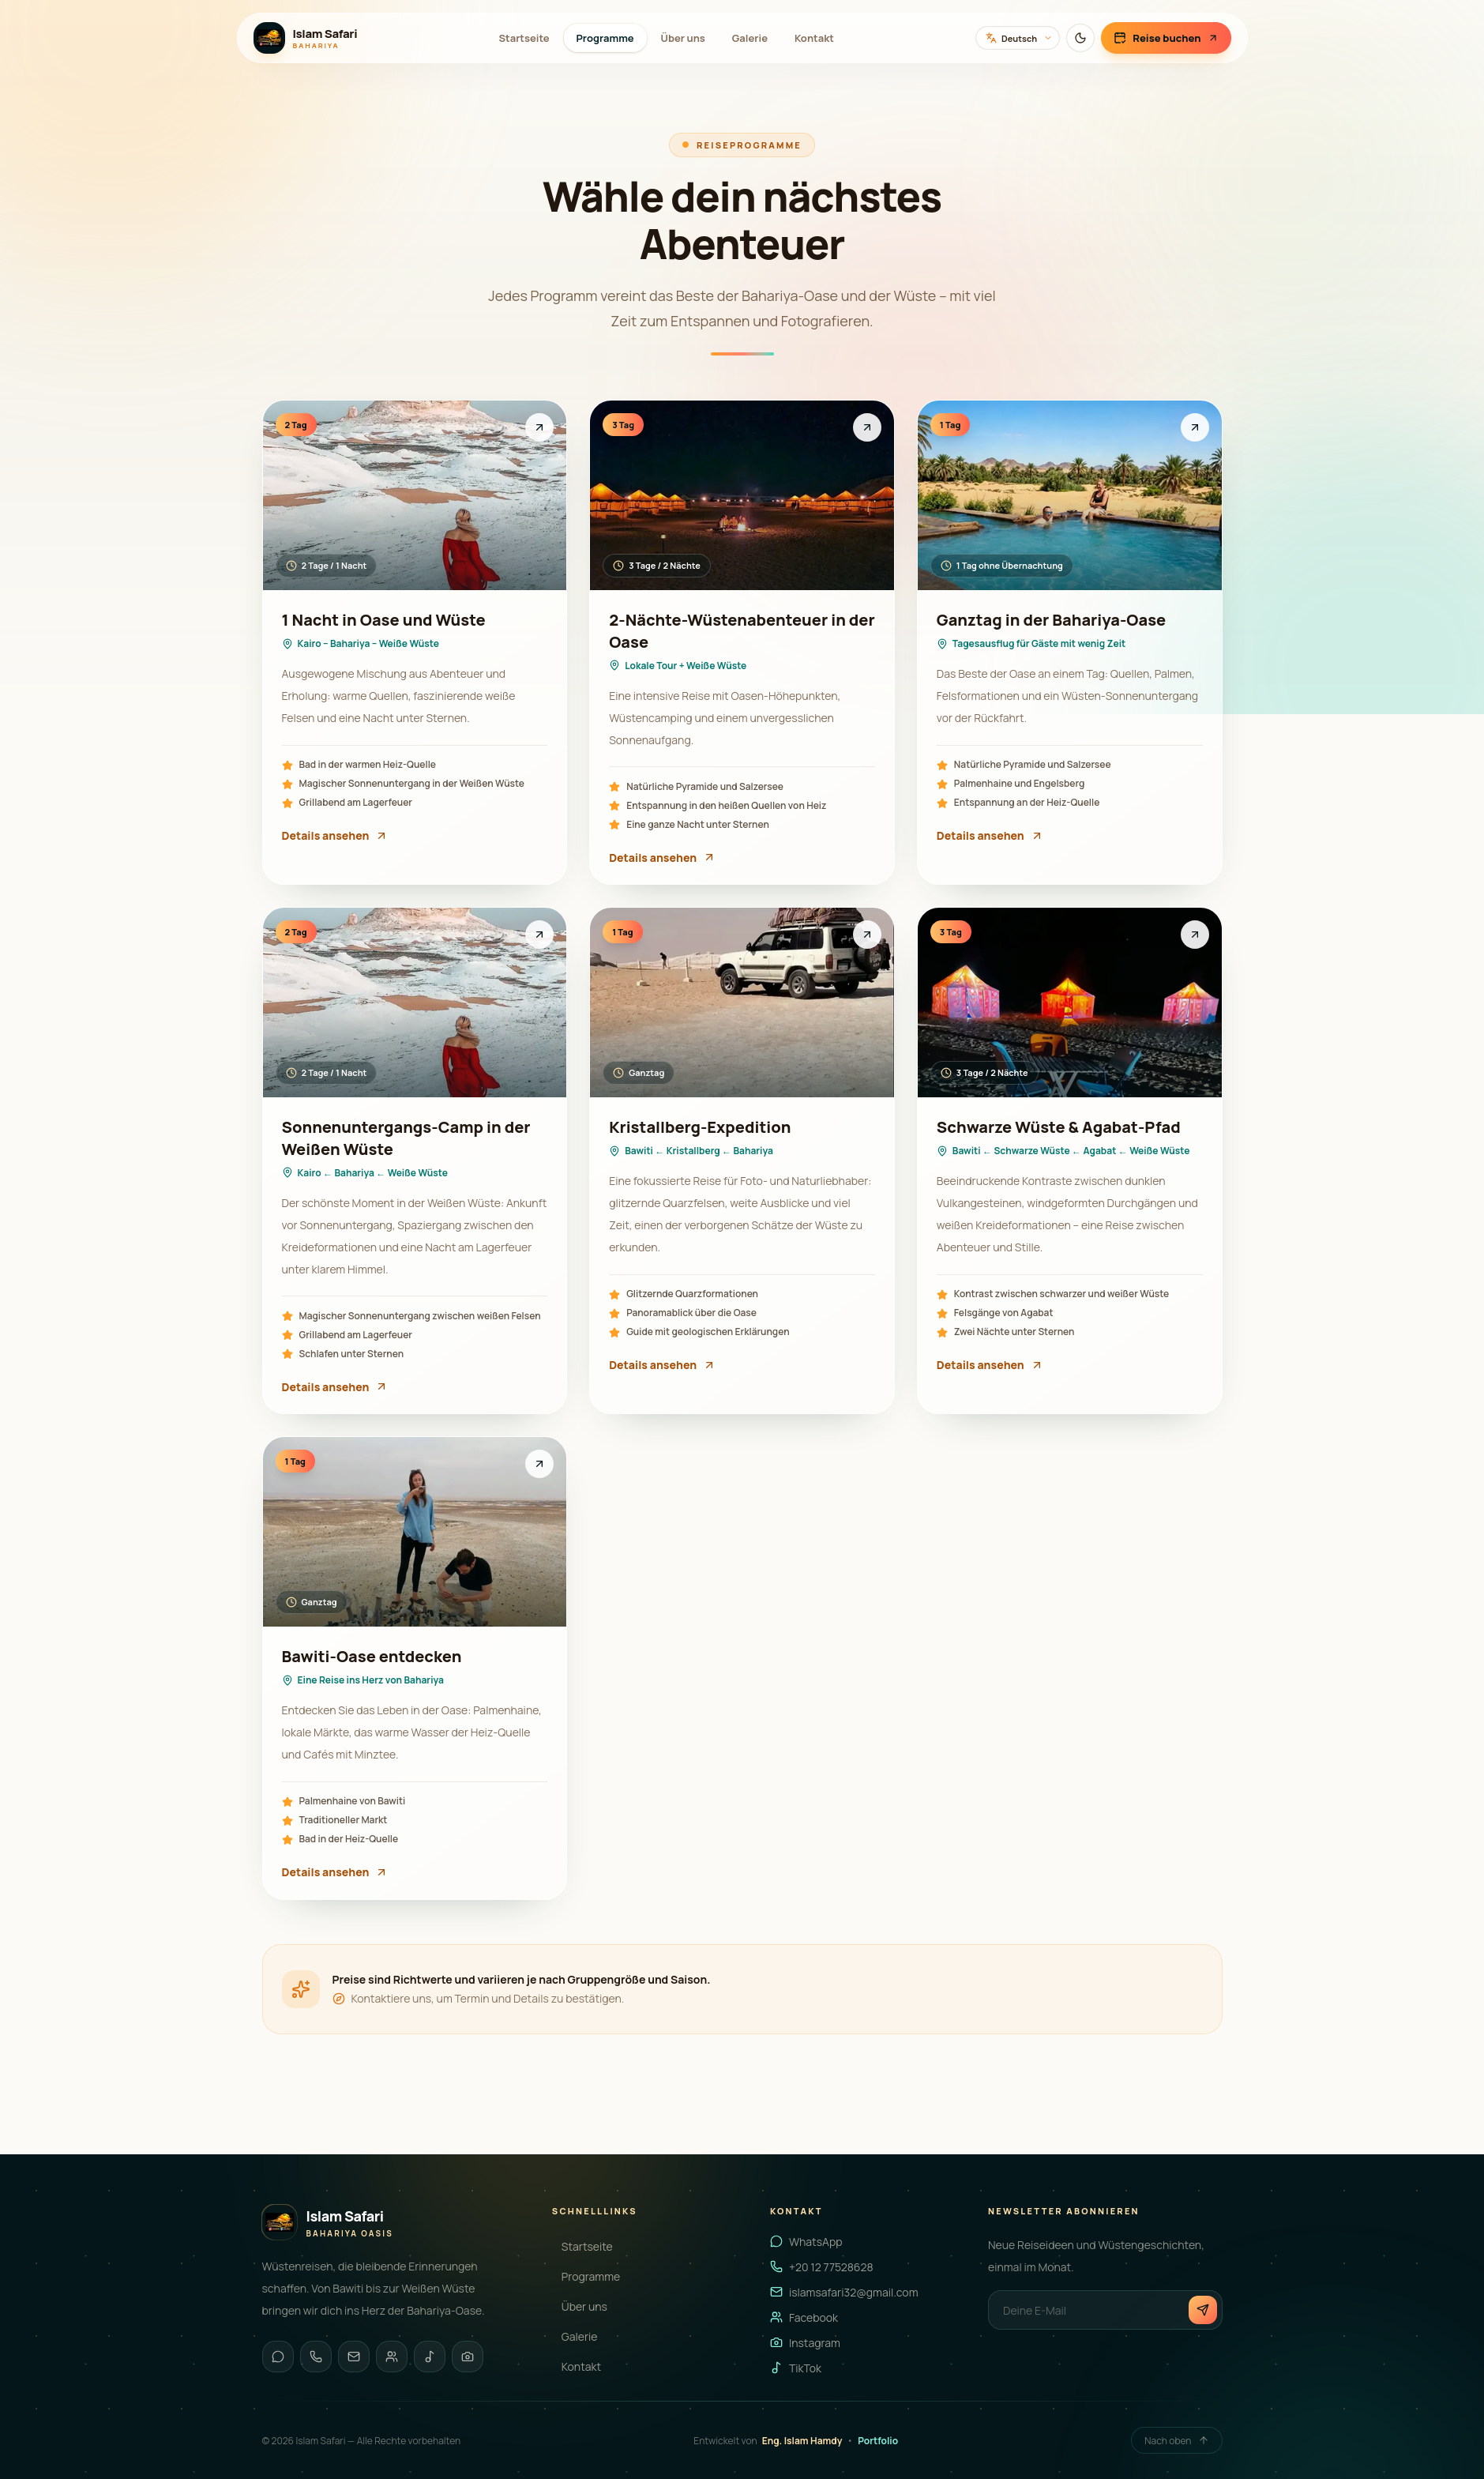 Islam Safari
BAHARIYA
Startseite
Programme
Über uns
Galerie
Kontakt
Deutsch
Reise buchen
REISEPROGRAMME
Wähle dein nächstes
Abenteuer
Jedes Programm vereint das Beste der Bahariya-Oase und der Wüste – mit viel
Zeit zum Entspannen und Fotografieren.
2 Tag
2 Tage / 1 Nacht
1 Nacht in Oase und Wüste
Kairo – Bahariya – Weiße Wüste
Ausgewogene Mischung aus Abenteuer und
Erholung: warme Quellen, faszinierende weiße
Felsen und eine Nacht unter Sternen.
Bad in der warmen Heiz-Quelle
Magischer Sonnenuntergang in der Weißen Wüste
Grillabend am Lagerfeuer
Details ansehen
3 Tag
3 Tage / 2 Nächte
2-Nächte-Wüstenabenteuer in der
Oase
Lokale Tour + Weiße Wüste
Eine intensive Reise mit Oasen-Höhepunkten,
Wüstencamping und einem unvergesslichen
Sonnenaufgang.
Natürliche Pyramide und Salzersee
Entspannung in den heißen Quellen von Heiz
Eine ganze Nacht unter Sternen
Details ansehen
1 Tag
1 Tag ohne Übernachtung
Ganztag in der Bahariya-Oase
Tagesausflug für Gäste mit wenig Zeit
Das Beste der Oase an einem Tag: Quellen, Palmen,
Felsformationen und ein Wüsten-Sonnenuntergang
vor der Rückfahrt.
Natürliche Pyramide und Salzersee
Palmenhaine und Engelsberg
Entspannung an der Heiz-Quelle
Details ansehen
2 Tag
2 Tage / 1 Nacht
Sonnenuntergangs-Camp in der
Weißen Wüste
Kairo ← Bahariya ← Weiße Wüste
Der schönste Moment in der Weißen Wüste: Ankunft
vor Sonnenuntergang, Spaziergang zwischen den
Kreideformationen und eine Nacht am Lagerfeuer
unter klarem Himmel.
Magischer Sonnenuntergang zwischen weißen Felsen
Grillabend am Lagerfeuer
Schlafen unter Sternen
Details ansehen
1 Tag
Ganztag
Kristallberg-Expedition
Bawiti ← Kristallberg ← Bahariya
Eine fokussierte Reise für Foto- und Naturliebhaber:
glitzernde Quarzfelsen, weite Ausblicke und viel
Zeit, einen der verborgenen Schätze der Wüste zu
erkunden.
Glitzernde Quarzformationen
Panoramablick über die Oase
Guide mit geologischen Erklärungen
Details ansehen
3 Tag
3 Tage / 2 Nächte
Schwarze Wüste & Agabat-Pfad
Bawiti ← Schwarze Wüste ← Agabat ← Weiße Wüste
Beeindruckende Kontraste zwischen dunklen
Vulkangesteinen, windgeformten Durchgängen und
weißen Kreideformationen – eine Reise zwischen
Abenteuer und Stille.
Kontrast zwischen schwarzer und weißer Wüste
Felsgänge von Agabat
Zwei Nächte unter Sternen
Details ansehen
1 Tag
Ganztag
Bawiti-Oase entdecken
Eine Reise ins Herz von Bahariya
Entdecken Sie das Leben in der Oase: Palmenhaine,
lokale Märkte, das warme Wasser der Heiz-Quelle
und Cafés mit Minztee.
Palmenhaine von Bawiti
Traditioneller Markt
Bad in der Heiz-Quelle
Details ansehen
Preise sind Richtwerte und variieren je nach Gruppengröße und Saison.
Kontaktiere uns, um Termin und Details zu bestätigen.
Islam Safari
BAHARIYA OASIS
Wüstenreisen, die bleibende Erinnerungen
schaffen. Von Bawiti bis zur Weißen Wüste
bringen wir dich ins Herz der Bahariya-Oase.
SCHNELLLINKS
Startseite
Programme
Über uns
Galerie
Kontakt
KONTAKT
WhatsApp
+20 12 77528628
islamsafari32@gmail.com
Facebook
Instagram
TikTok
NEWSLETTER ABONNIEREN
Neue Reiseideen und Wüstengeschichten,
einmal im Monat.
Deine E-Mail
© 2026 Islam Safari — Alle Rechte vorbehalten
Entwickelt von Eng. Islam Hamdy • Portfolio
Nach oben